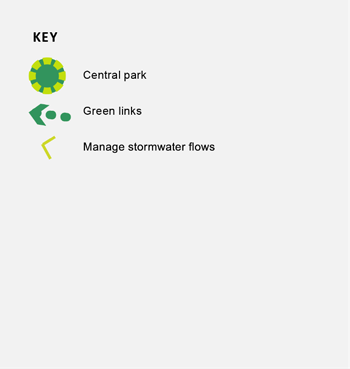 KEY
Central park
Green links
Manage stormwater flows